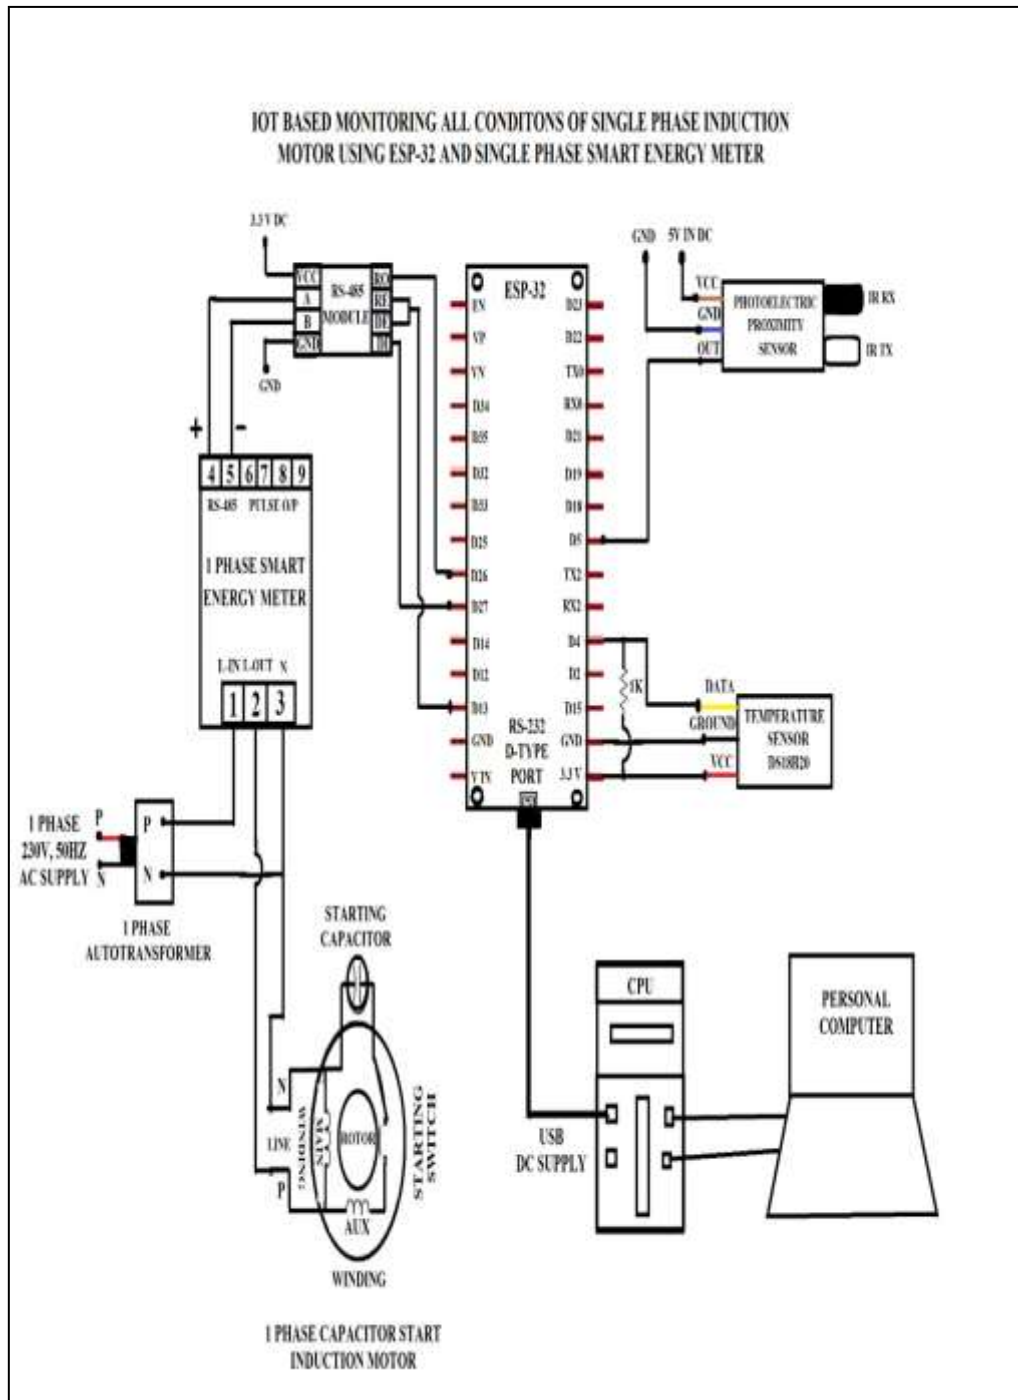 IOT BASED MONITORING ALL CONDITONS OF SINGLE PHASE INDUCTION
MOTOR USING ESP-32 AND SINGLE PHASE SMART ENERGY METER
3.3 V DC
VCC
A
B
GND
RS-485
MODULE
RO
RE
DE
GND
+
-
4 5 6 7 8 9
RS-485 PULSE O/P
1 PHASE SMART
ENERGY METER
L-IN L-OUT N
1 2 3
ESP-32
EN
VP
VN
D34
D35
D32
D33
D25
D26
D27
D14
D12
D13
GND
V IN
D23
D22
TX0
RX0
D21
D19
D18
D5
TX2
RX2
D4
D2
D15
GND
3.3 V
RS-232
D-TYPE
PORT
GND
5V IN DC
VCC
GND
OUT
PHOTOELECTRIC
PROXIMITY
SENSOR
IR RX
IR TX
1K
DATA
GROUND
VCC
TEMPERATURE
SENSOR
DS18B20
1 PHASE
230V, 50HZ
AC SUPPLY
P
N
P
N
1 PHASE
AUTOTRANSFORMER
STARTING
CAPACITOR
N
LINE
P
MAIN
WINDING
ROTOR
AUX
WINDING
STARTING
SWITCH
1 PHASE CAPACITOR START
INDUCTION MOTOR
USB
DC SUPPLY
CPU
PERSONAL
COMPUTER